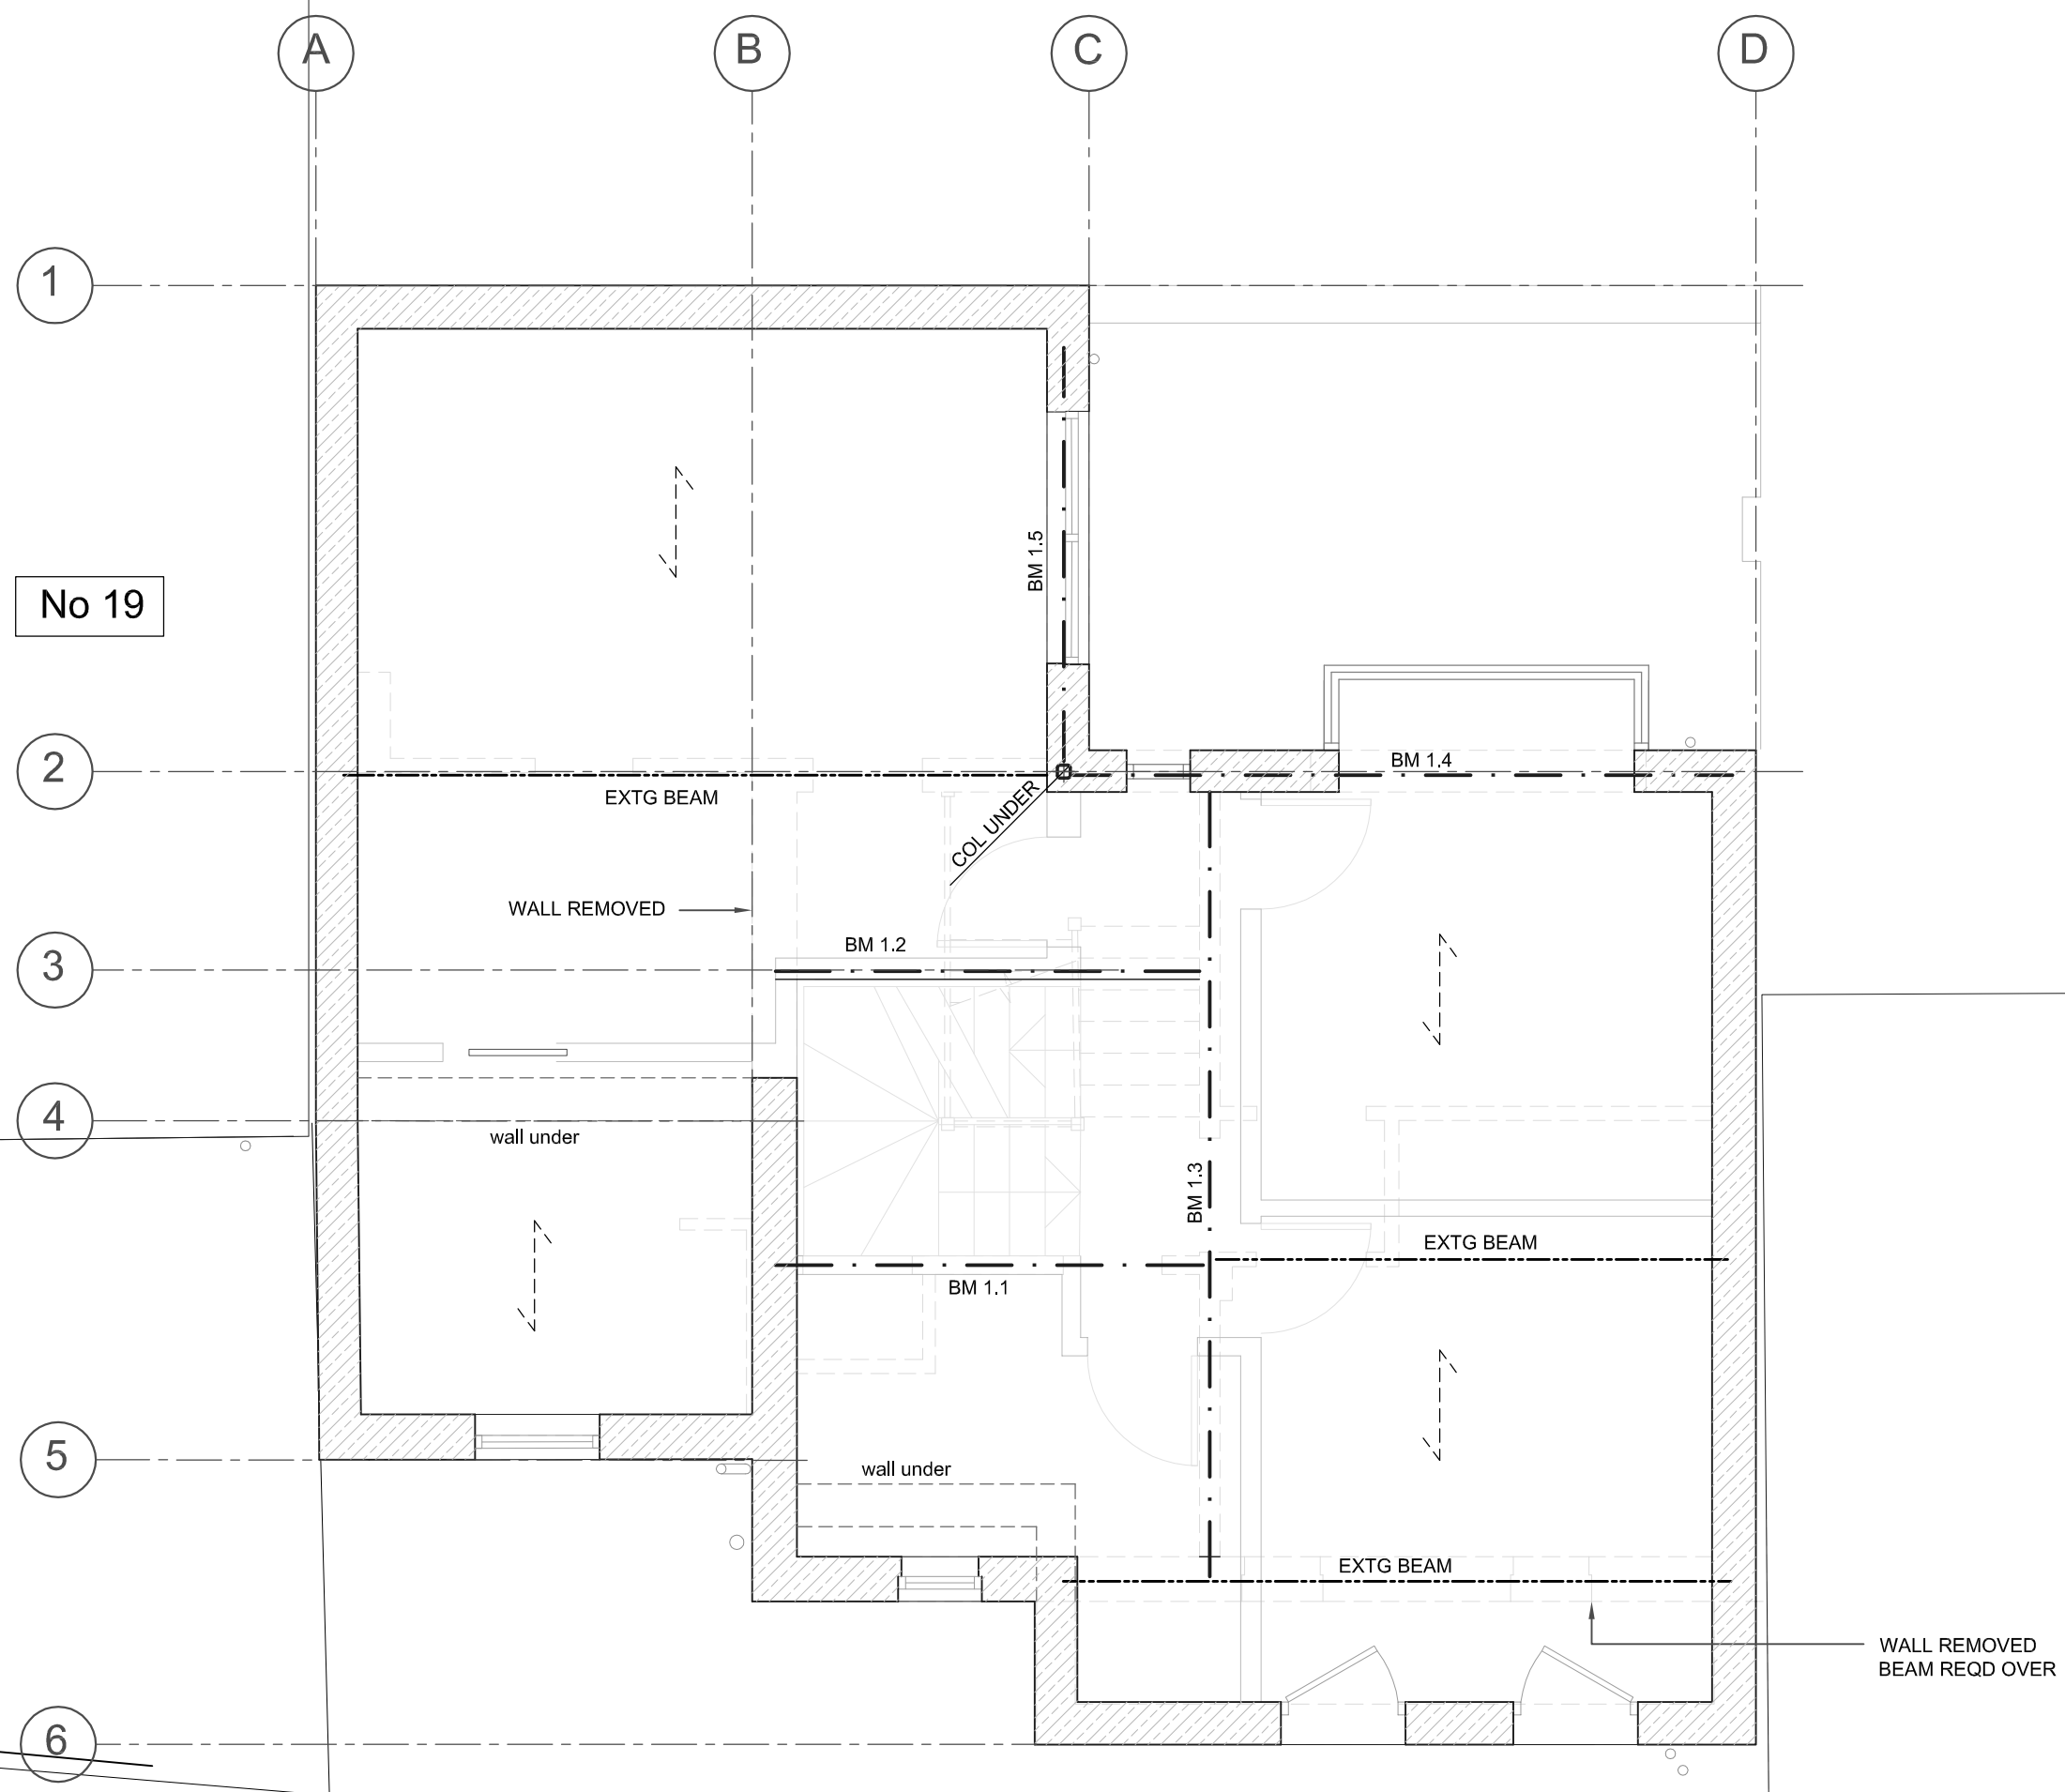 A
B
C
D
1
BM 1.5
No 19
2
BM 1.4
EXTG BEAM
COL UNDER
WALL REMOVED
BM 1.2
3
4
wall under
BM 1.3
EXTG BEAM
BM 1.1
5
wall under
EXTG BEAM
WALL REMOVED
BEAM REQD OVER
6